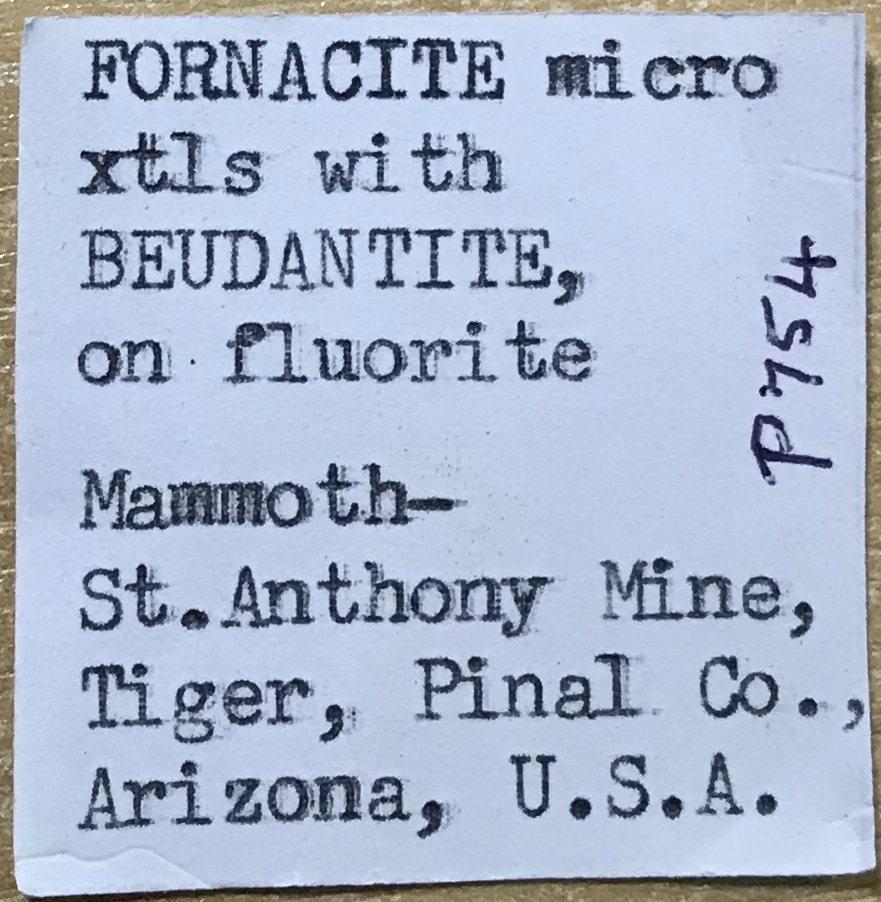 FORNACITE micro
xtls with
BEUDANTITE,
on fluorite
Mammoth-
St.Anthony Mine,
Tiger, Pinal Co.,
Arizona, U.S.A.
P754